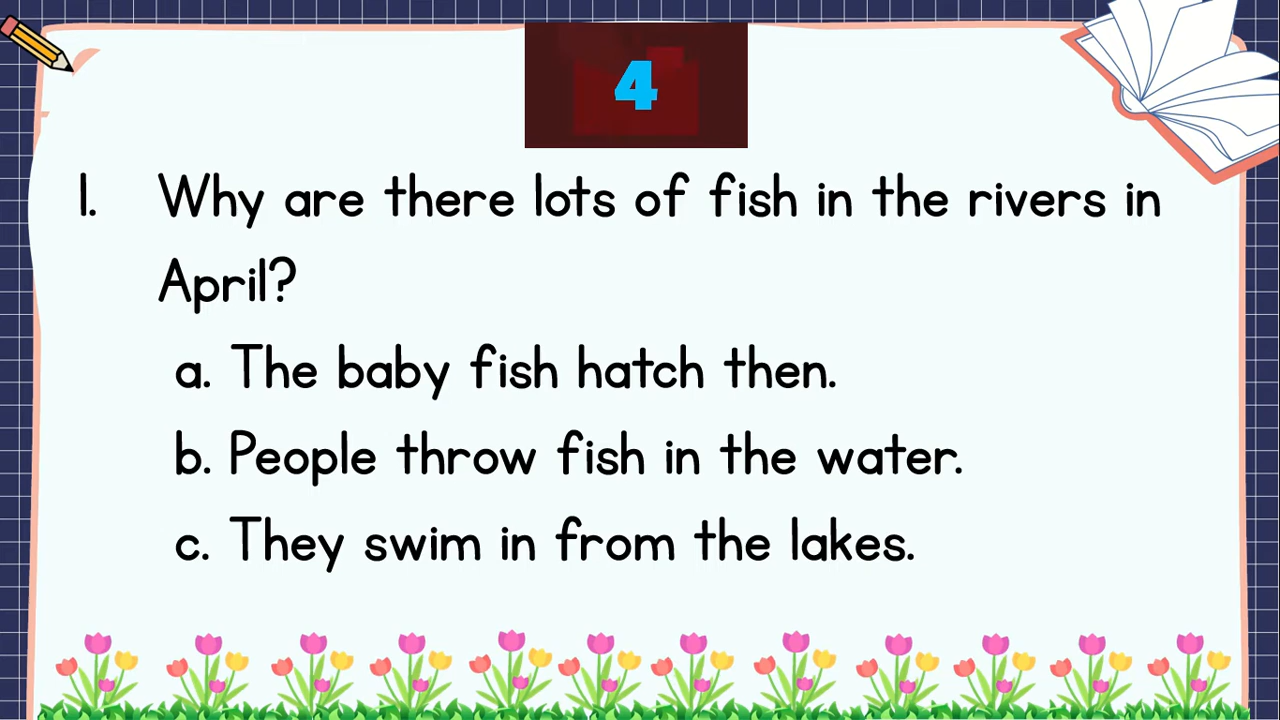 4
1. Why are there lots of fish in the rivers in
April?
a. The baby fish hatch then.
b. People throw fish in the water.
c. They swim in from the lakes.